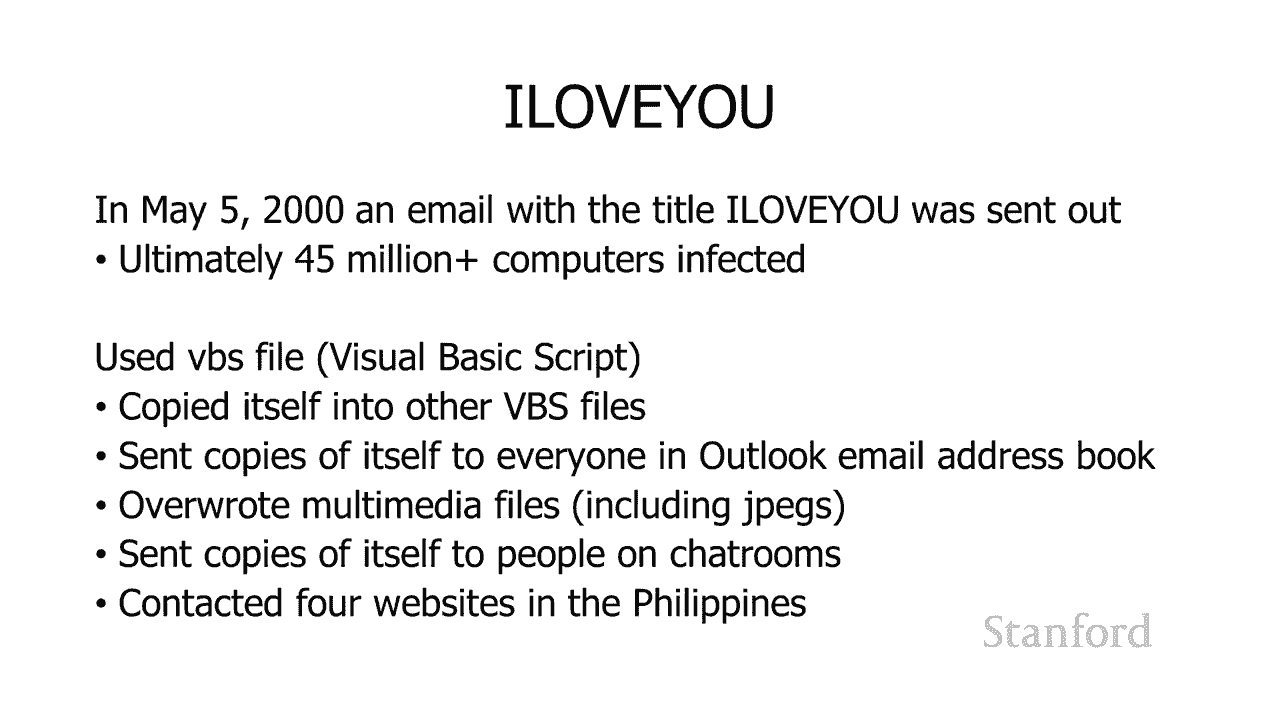 ILOVEYOU
In May 5, 2000 an email with the title ILOVEYOU was sent out
• Ultimately 45 million+ computers infected
Used vbs file (Visual Basic Script)
• Copied itself into other VBS files
• Sent copies of itself to everyone in Outlook email address book
• Overwrote multimedia files (including jpegs)
• Sent copies of itself to people on chatrooms
• Contacted four websites in the Philippines
Stanford